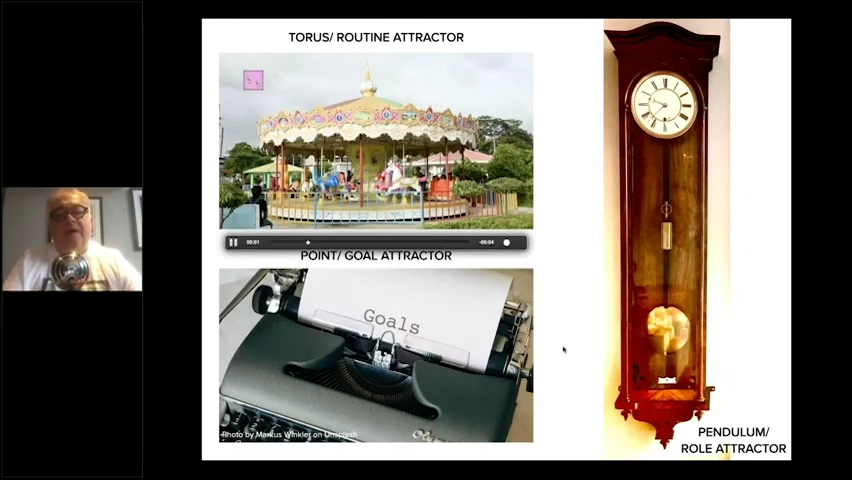 TORUS/ ROUTINE ATTRACTOR
00:01
-00:04
POINT/ GOAL ATTRACTOR
Goals
Photo by Markus Winkler on Unsplash
PENDULUM/
ROLE ATTRACTOR